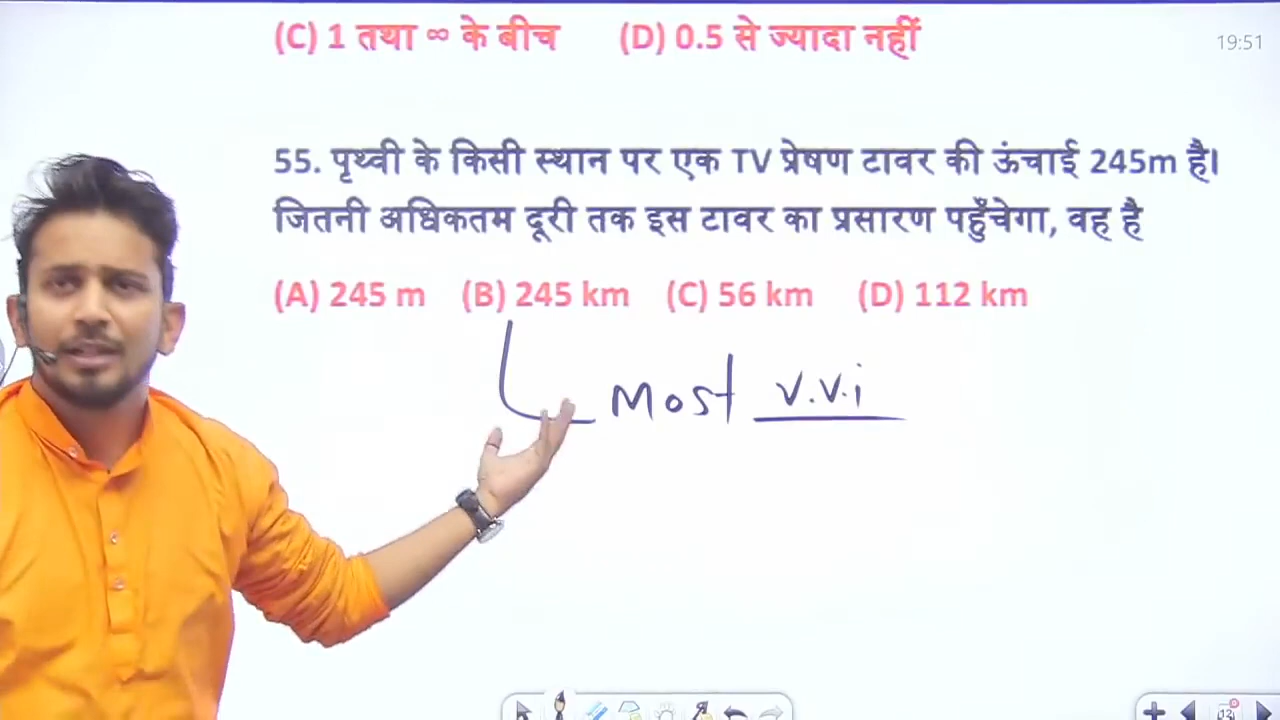 (C) 1 तथा ∞ के बीच (D) 0.5 से ज्यादा नहीं
19:51
55. पृथ्वी के किसी स्थान पर एक TV प्रेषण टावर की ऊंचाई 245m है।
जितनी अधिकतम दूरी तक इस टावर का प्रसारण पहुँचेगा, वह है
(A) 245 m (B) 245 km (C) 56 km (D) 112 km
Most v.v.i